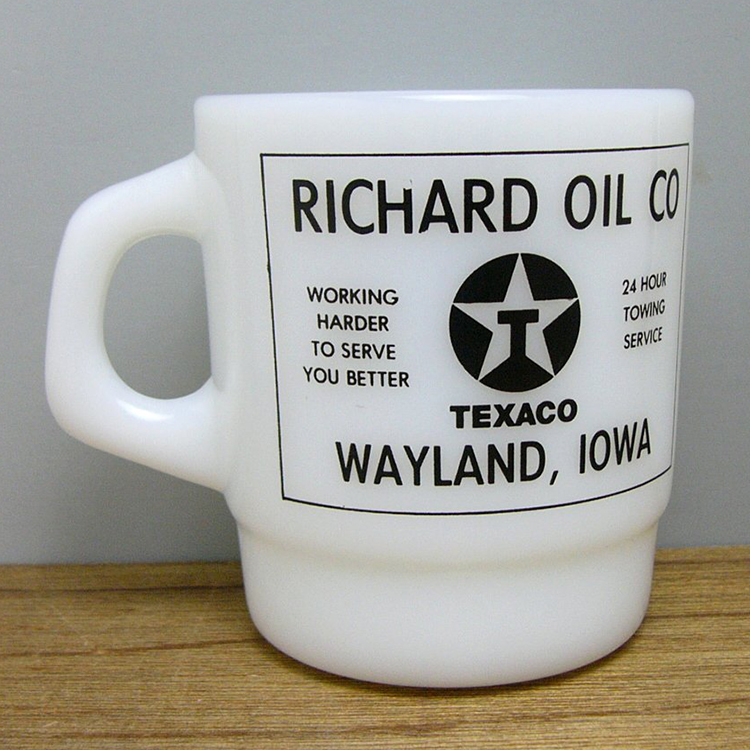 RICHARD OIL CO
WORKING
HARDER
TO SERVE
YOU BETTER
T
24 HOUR
TOWING
SERVICE
TEXACO
WAYLAND, IOWA